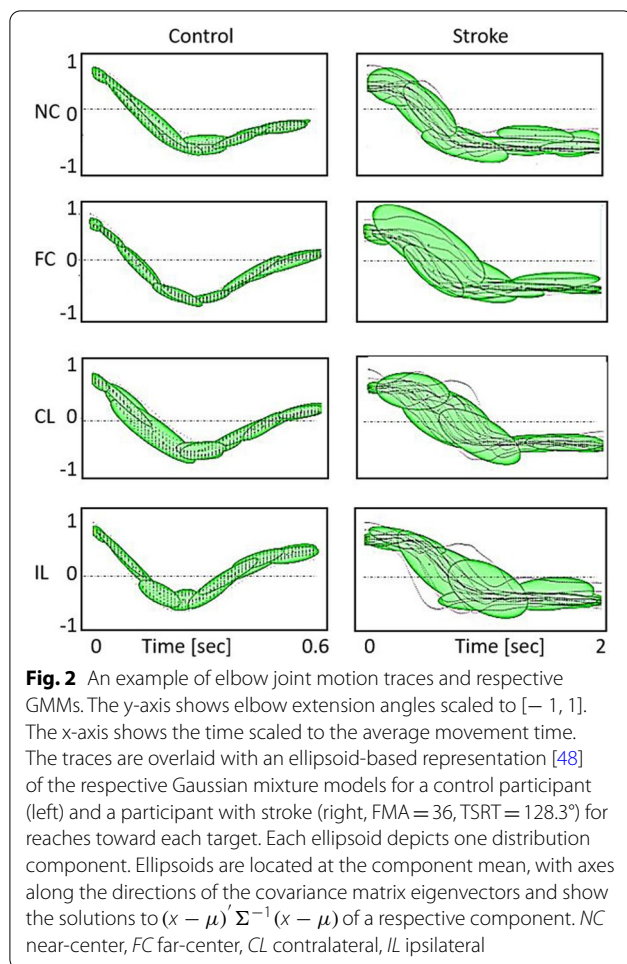 Control Stroke
1
NC 0
-1
1
FC 0
-1
1
CL 0
-1
1
IL 0
-1
0 Time [sec] 0.6 0 Time [sec] 2
Fig. 2 An example of elbow joint motion traces and respective
GMMs. The y-axis shows elbow extension angles scaled to [− 1, 1].
The x-axis shows the time scaled to the average movement time.
The traces are overlaid with an ellipsoid-based representation [48]
of the respective Gaussian mixture models for a control participant
(left) and a participant with stroke (right, FMA = 36, TSRT = 128.3°) for
reaches toward each target. Each ellipsoid depicts one distribution
component. Ellipsoids are located at the component mean, with axes
along the directions of the covariance matrix eigenvectors and show
the solutions to (x − μ)′ Σ⁻¹ (x − μ) of a respective component. NC
near-center, FC far-center, CL contralateral, IL ipsilateral